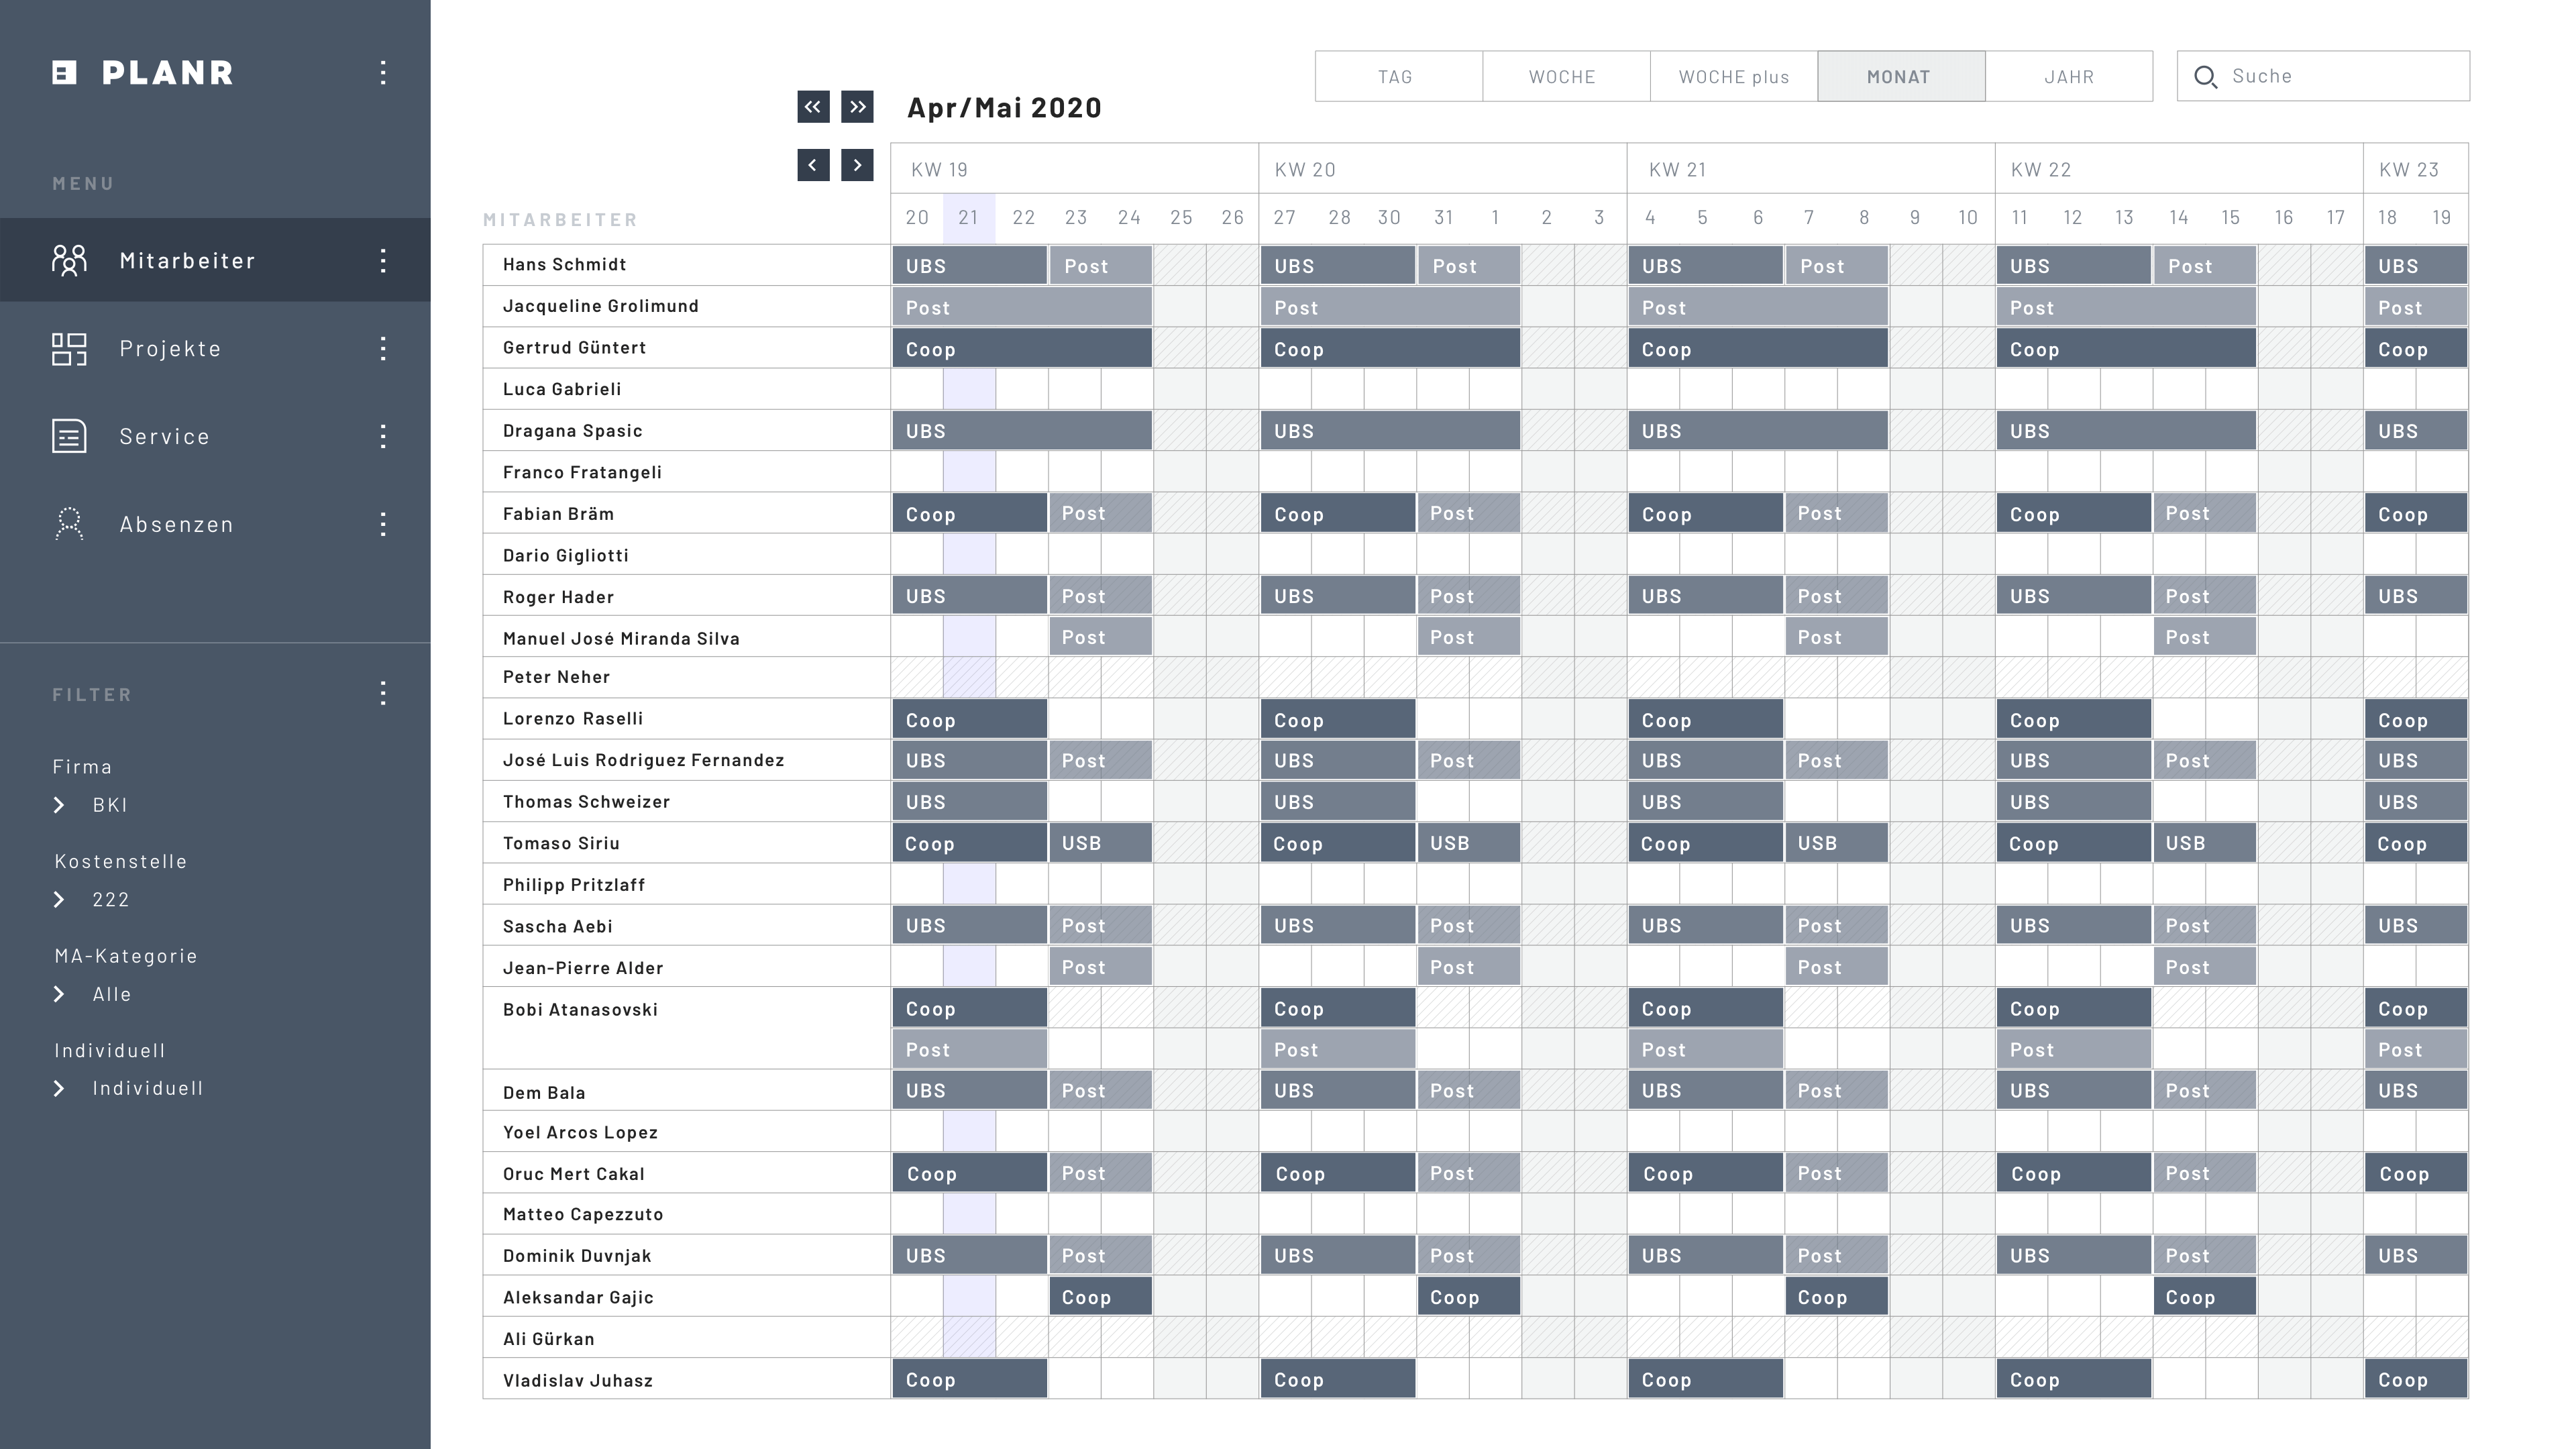 PLANR
MENU
Mitarbeiter
Projekte
Service
Absenzen
FILTER
Firma
BKI
Kostenstelle
222
MA-Kategorie
Alle
Individuell
Individuell
TAG WOCHE WOCHE plus MONAT JAHR Suche
Apr/Mai 2020
KW 19 KW 20 KW 21 KW 22 KW 23
MITARBEITER 20 21 22 23 24 25 26 27 28 30 31 1 2 3 4 5 6 7 8 9 10 11 12 13 14 15 16 17 18 19
Hans Schmidt UBS Post UBS Post UBS Post UBS Post UBS
Jacqueline Grolimund Post Post Post Post Post
Gertrud Güntert Coop Coop Coop Coop Coop
Luca Gabrieli
Dragana Spasic UBS UBS UBS UBS UBS
Franco Fratangeli
Fabian Bräm Coop Post Coop Post Coop Post Coop Post Coop
Dario Gigliotti
Roger Hader UBS Post UBS Post UBS Post UBS Post UBS
Manuel José Miranda Silva Post Post Post Post
Peter Neher
Lorenzo Raselli Coop Coop Coop Coop Coop
José Luis Rodriguez Fernandez UBS Post UBS Post UBS Post UBS Post UBS
Thomas Schweizer UBS UBS UBS UBS UBS
Tomaso Siriu Coop USB Coop USB Coop USB Coop USB Coop
Philipp Pritzlaff
Sascha Aebi UBS Post UBS Post UBS Post UBS Post UBS
Jean-Pierre Alder Post Post Post Post
Bobi Atanasovski Coop Coop Coop Coop Coop
Post Post Post Post Post
Dem Bala UBS Post UBS Post UBS Post UBS Post UBS
Yoel Arcos Lopez
Oruc Mert Cakal Coop Post Coop Post Coop Post Coop Post Coop
Matteo Capezzuto
Dominik Duvnjak UBS Post UBS Post UBS Post UBS Post UBS
Aleksandar Gajic Coop Coop Coop Coop
Ali Gürkan
Vladislav Juhasz Coop Coop Coop Coop Coop